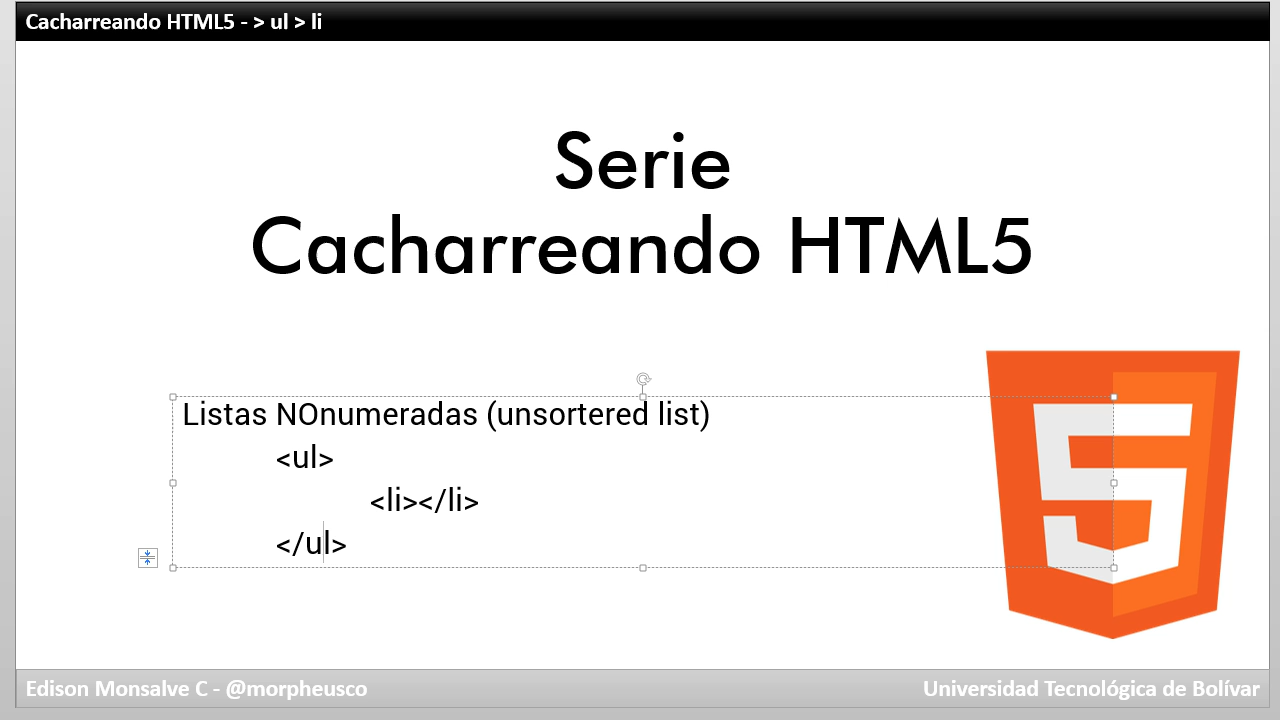 Cacharreando HTML5 - > ul > li
Serie
Cacharreando HTML5
Listas NOnumeradas (unsortered list)
<ul>
<li></li>
</ul>
5
Edison Monsalve C - @morpheusco
Universidad Tecnológica de Bolívar